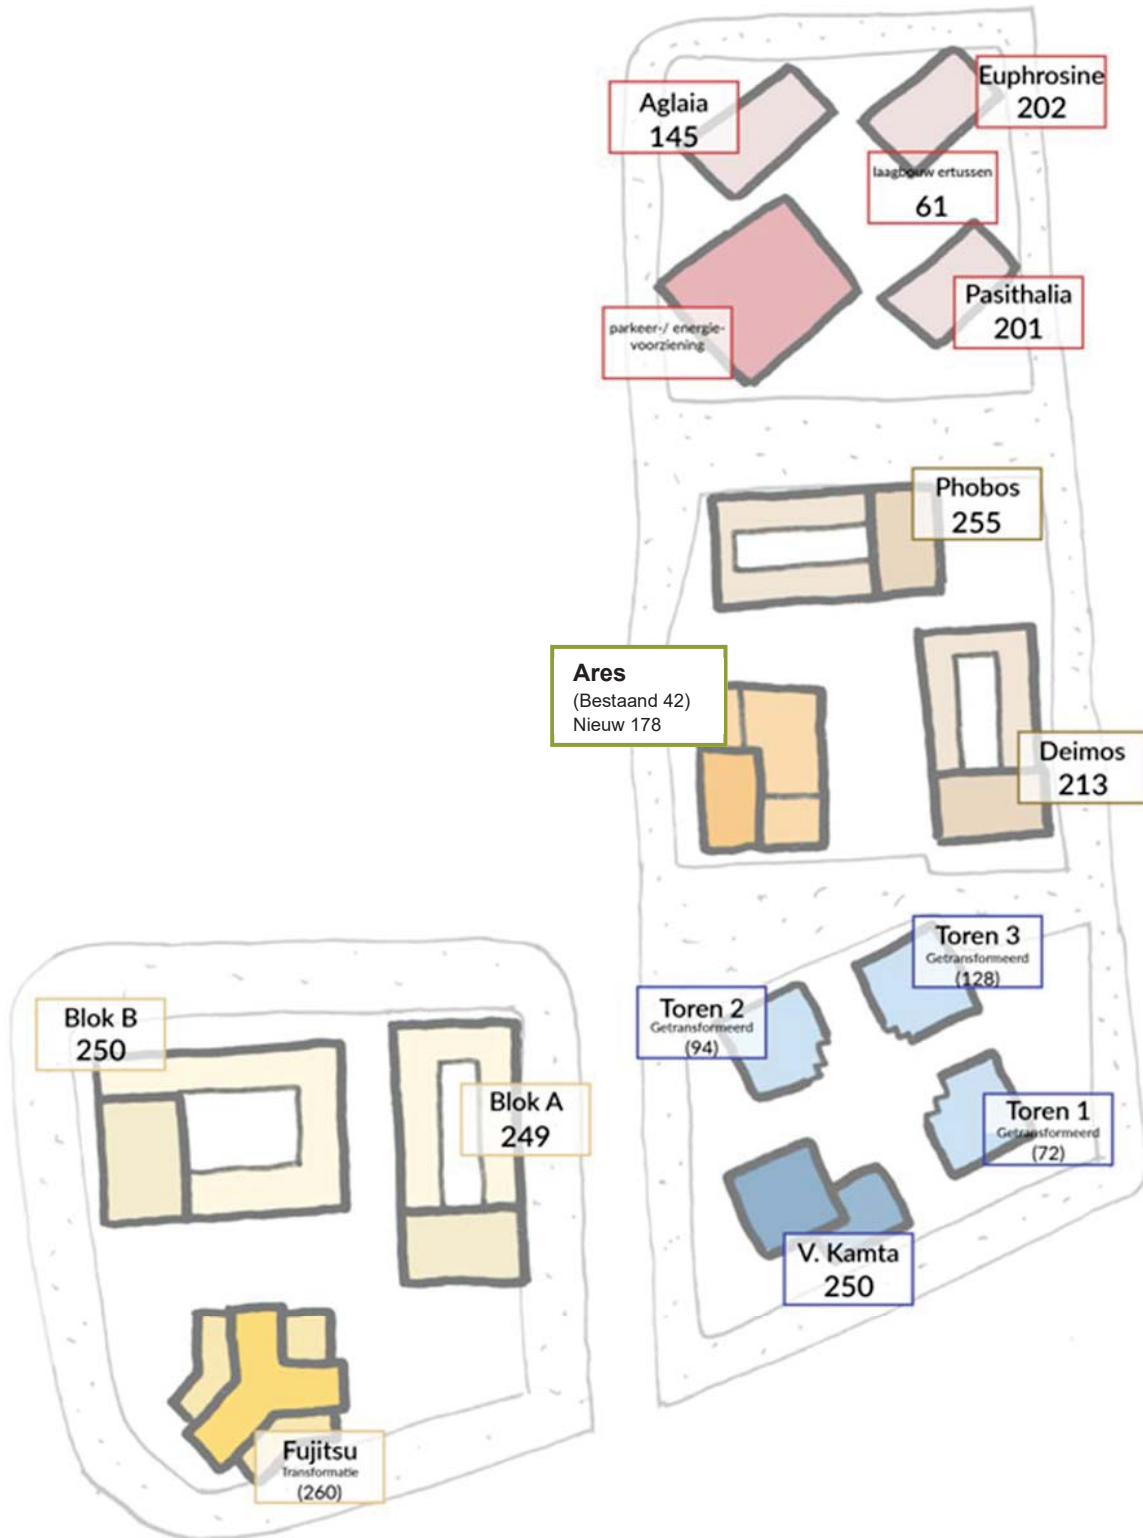 Aglaia
145
Euphrosine
202
laagbouw ertussen
61
Pasithalia
201
parkeer-/ energie-
voorziening
Phobos
255
Ares
(Bestaand 42)
Nieuw 178
Deimos
213
Toren 3
Getransformeerd
(128)
Toren 2
Getransformeerd
(94)
Toren 1
Getransformeerd
(72)
V. Kamta
250
Blok B
250
Blok A
249
Fujitsu
Transformatie
(260)